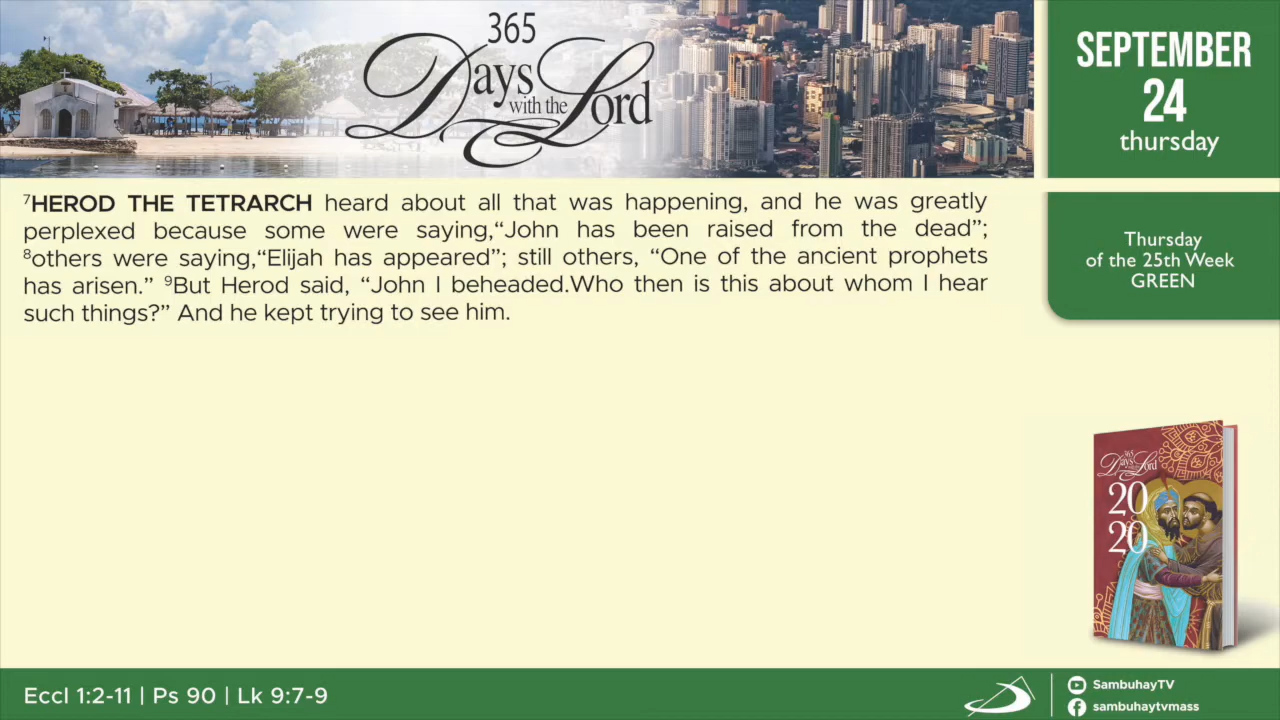 365
Days with the Lord
SEPTEMBER
24
thursday
⁷HEROD THE TETRARCH heard about all that was happening, and he was greatly
perplexed because some were saying,“John has been raised from the dead”;
⁸others were saying,“Elijah has appeared”; still others, “One of the ancient prophets
has arisen.” ⁹But Herod said, “John I beheaded.Who then is this about whom I hear
such things?” And he kept trying to see him.
Thursday
of the 25th Week
GREEN
365
Days with the Lord
20
20
Eccl 1:2-11 | Ps 90 | Lk 9:7-9
SambuhayTV
sambuhaytvmass